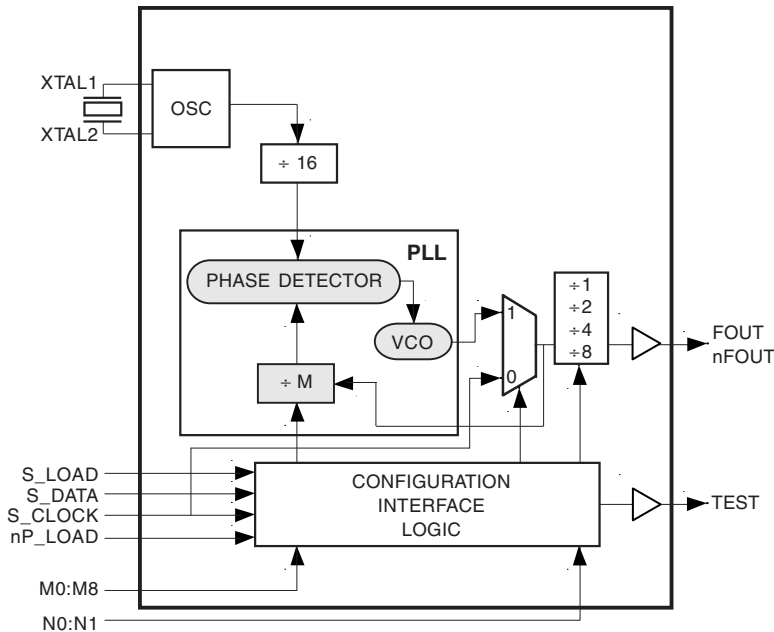 XTAL1
OSC
XTAL2
÷ 16
PLL
PHASE DETECTOR
VCO
÷ M
1
0
÷1
÷2
÷4
÷8
FOUT
nFOUT
S_LOAD
S_DATA
S_CLOCK
nP_LOAD
CONFIGURATION
INTERFACE
LOGIC
TEST
M0:M8
N0:N1